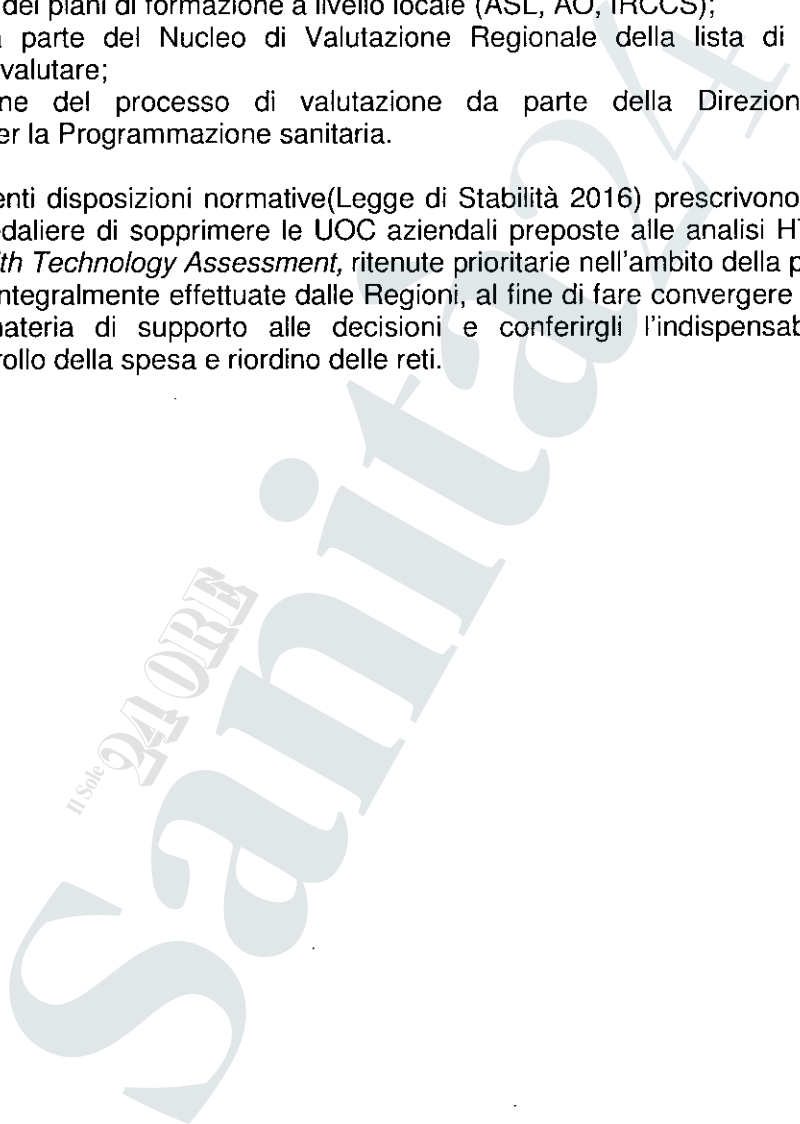 dei piani di formazione a livello locale (ASL, AO, IRCCS);
parte del Nucleo di Valutazione Regionale della lista di
valutare;
ne del processo di valutazione da parte della Direzion
er la Programmazione sanitaria.
enti disposizioni normative(Legge di Stabilità 2016) prescrivono
edaliere di sopprimere le UOC aziendali preposte alle analisi HT
lth Technology Assessment, ritenute prioritarie nell'ambito della p
ntegralmente effettuate dalle Regioni, al fine di fare convergere
nateria di supporto alle decisioni e conferirgli l'indispensab
rollo della spesa e riordino delle reti.
Il Sole
24 ORE
Sanità24